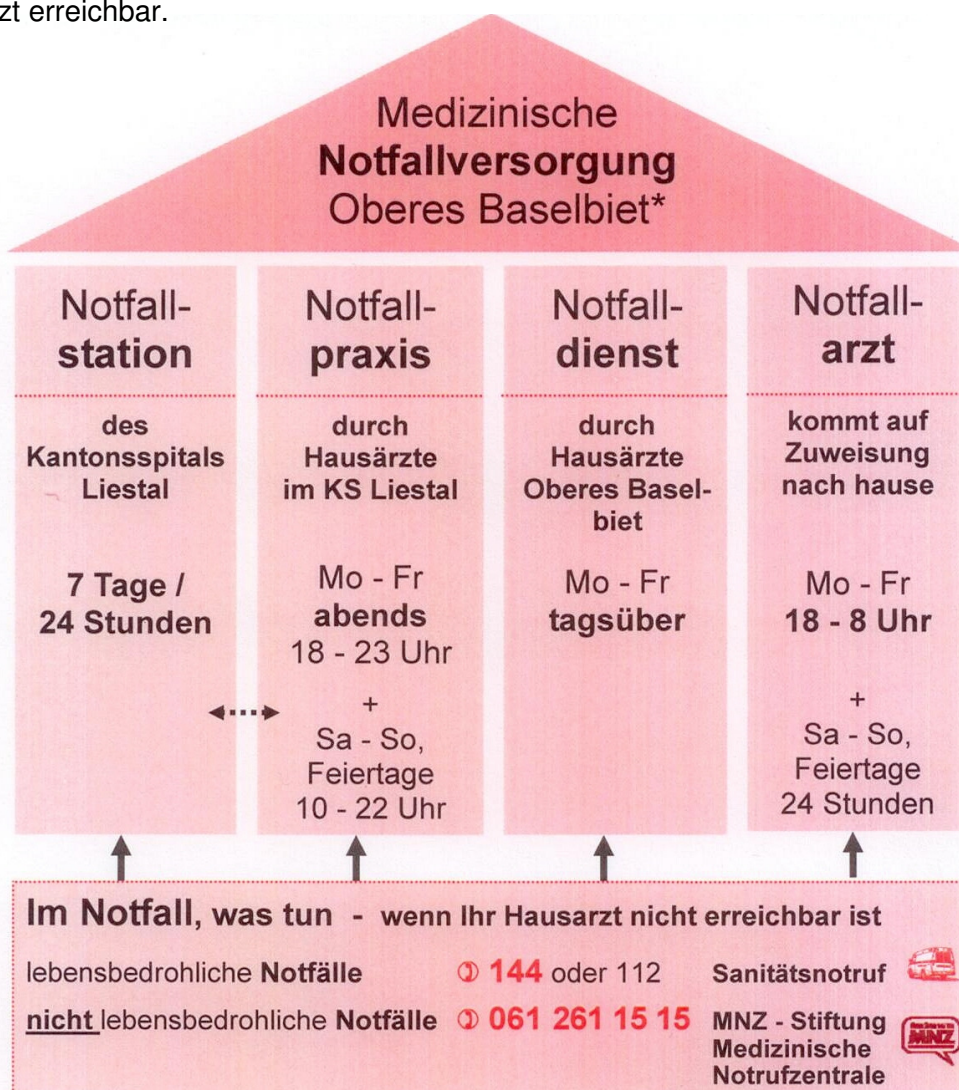 zt erreichbar.
Medizinische
Notfallversorgung
Oberes Baselbiet*
Notfall-
station
des
Kantonsspitals
Liestal
7 Tage /
24 Stunden
Notfall-
praxis
durch
Hausärzte
im KS Liestal
Mo - Fr
abends
18 - 23 Uhr
+
Sa - So,
Feiertage
10 - 22 Uhr
Notfall-
dienst
durch
Hausärzte
Oberes Basel-
biet
Mo - Fr
tagsüber
Notfall-
arzt
kommt auf
Zuweisung
nach hause
Mo - Fr
18 - 8 Uhr
+
Sa - So,
Feiertage
24 Stunden
Im Notfall, was tun - wenn Ihr Hausarzt nicht erreichbar ist
lebensbedrohliche Notfälle 144 oder 112 Sanitätsnotruf
nicht lebensbedrohliche Notfälle 061 261 15 15 MNZ - Stiftung
Medizinische
Notrufzentrale
MNZ